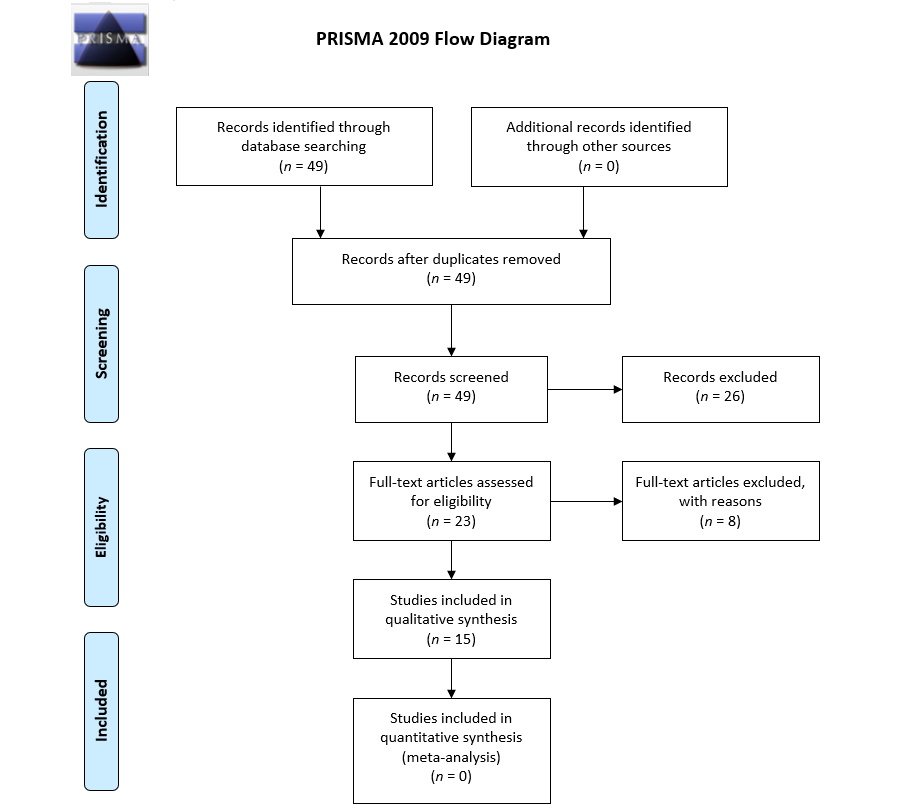 PRISMA
PRISMA 2009 Flow Diagram
Identification
Records identified through
database searching
(n = 49)
Additional records identified
through other sources
(n = 0)
Records after duplicates removed
(n = 49)
Screening
Records screened
(n = 49)
Records excluded
(n = 26)
Eligibility
Full-text articles assessed
for eligibility
(n = 23)
Full-text articles excluded,
with reasons
(n = 8)
Studies included in
qualitative synthesis
(n = 15)
Included
Studies included in
quantitative synthesis
(meta-analysis)
(n = 0)